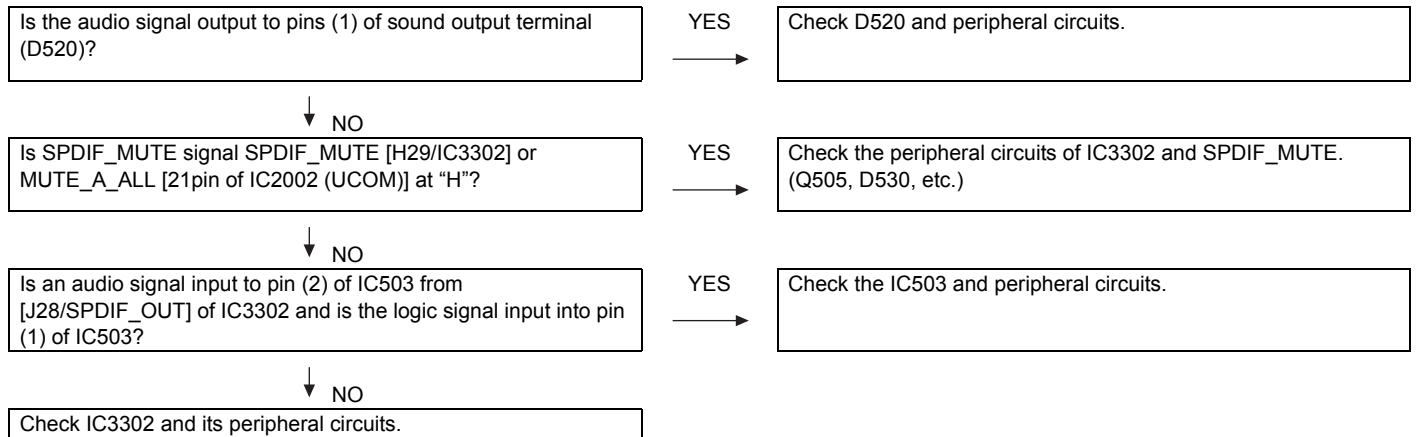 Is the audio signal output to pins (1) of sound output terminal
(D520)?
YES
Check D520 and peripheral circuits.
NO
Is SPDIF_MUTE signal SPDIF_MUTE [H29/IC3302] or
MUTE_A_ALL [21pin of IC2002 (UCOM)] at “H”?
YES
Check the peripheral circuits of IC3302 and SPDIF_MUTE.
(Q505, D530, etc.)
NO
Is an audio signal input to pin (2) of IC503 from
[J28/SPDIF_OUT] of IC3302 and is the logic signal input into pin
(1) of IC503?
YES
Check the IC503 and peripheral circuits.
NO
Check IC3302 and its peripheral circuits.